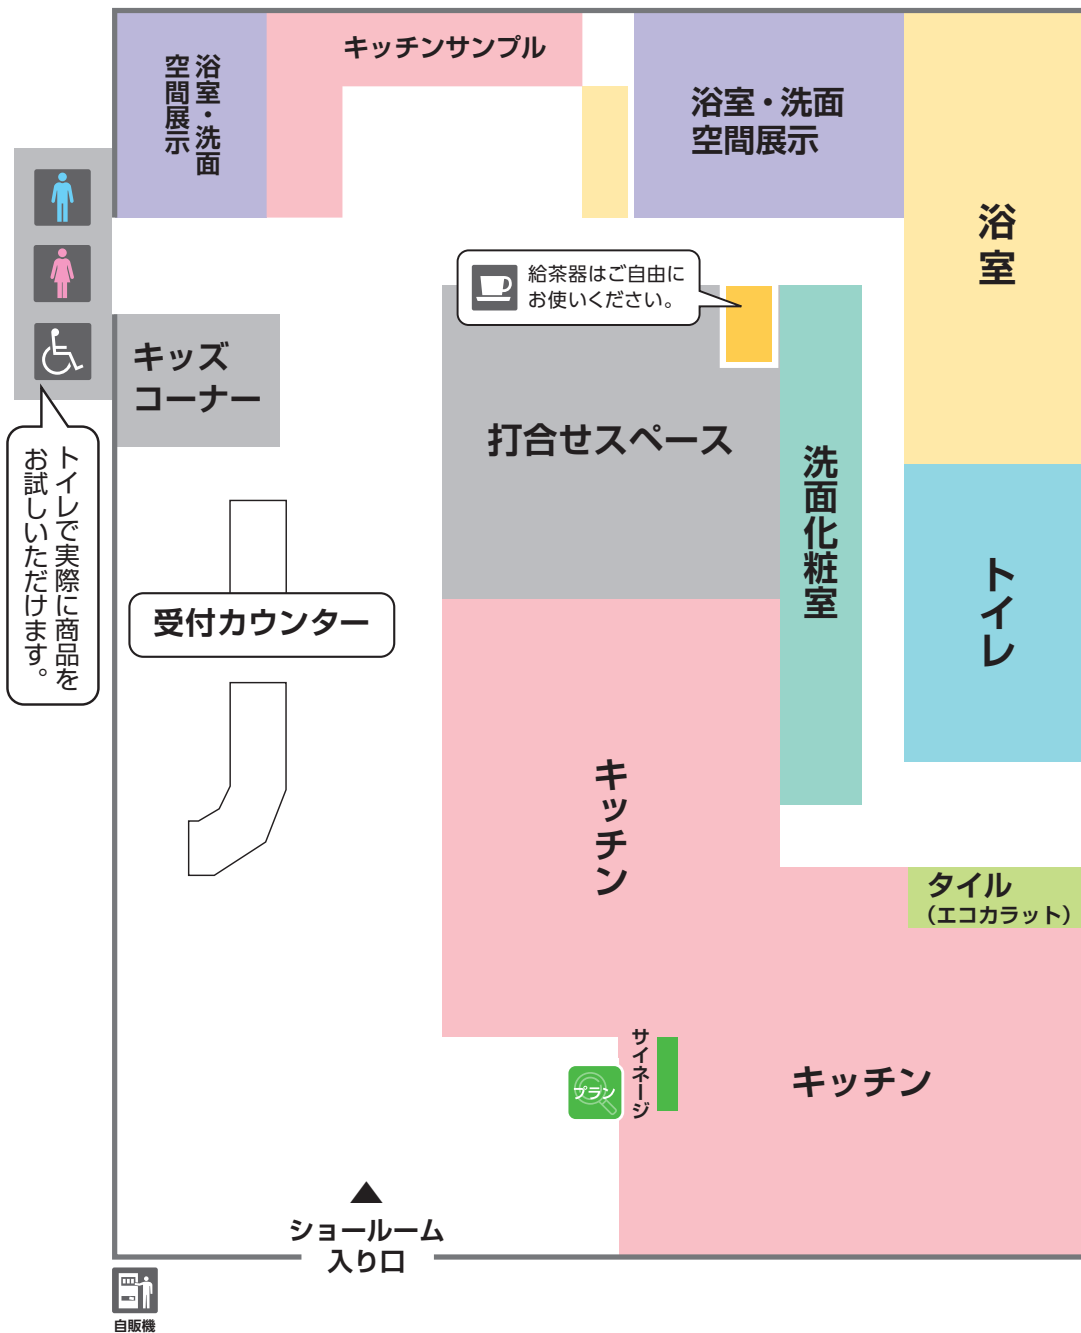 浴室・洗面
空間展示
キッチンサンプル
浴室・洗面
空間展示
浴室
給茶器はご自由に
お使いください。
キッズ
コーナー
打合せスペース
洗面化粧室
トイレで実際に商品を
お試しいただけます。
トイレ
受付カウンター
キッチン
タイル
（エコカラット）
サイネージ
プラン
キッチン
ショールーム
入り口
自販機